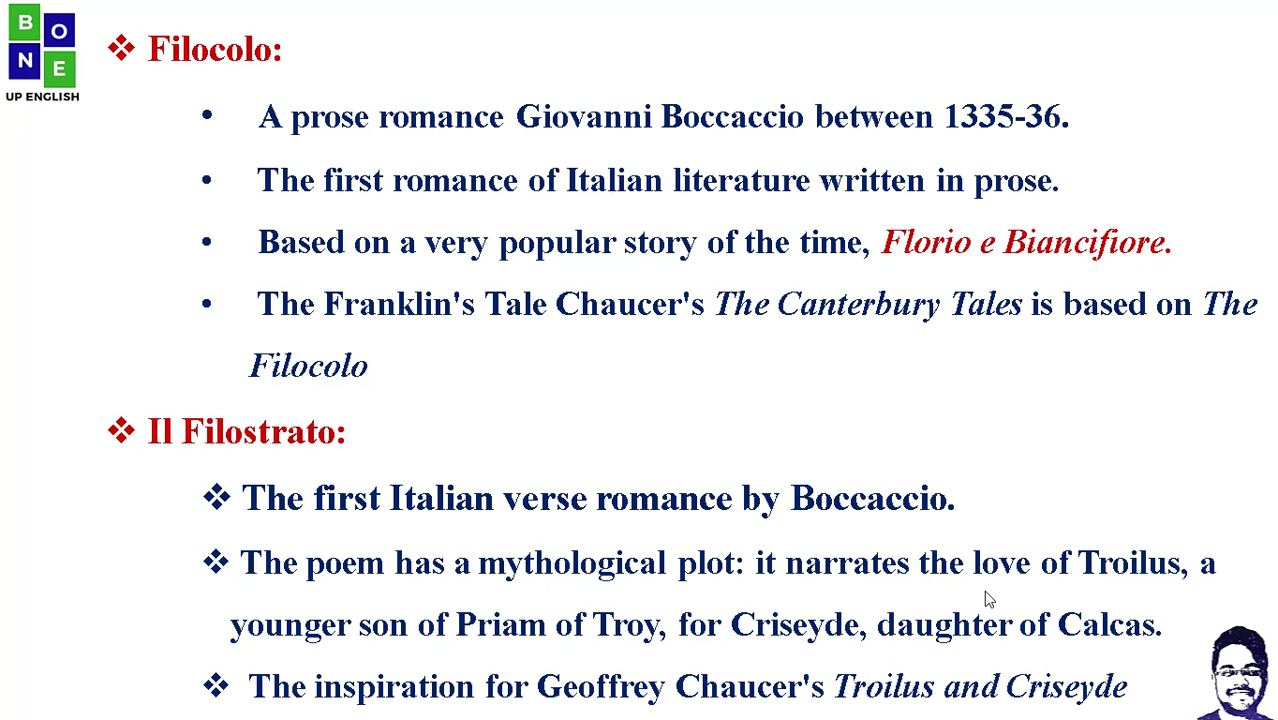 B O
N E
UP ENGLISH
❖ Filocolo:
• A prose romance Giovanni Boccaccio between 1335-36.
• The first romance of Italian literature written in prose.
• Based on a very popular story of the time, Florio e Biancifiore.
• The Franklin's Tale Chaucer's The Canterbury Tales is based on The
Filocolo
❖ Il Filostrato:
❖ The first Italian verse romance by Boccaccio.
❖ The poem has a mythological plot: it narrates the love of Troilus, a
younger son of Priam of Troy, for Criseyde, daughter of Calcas.
❖ The inspiration for Geoffrey Chaucer's Troilus and Criseyde